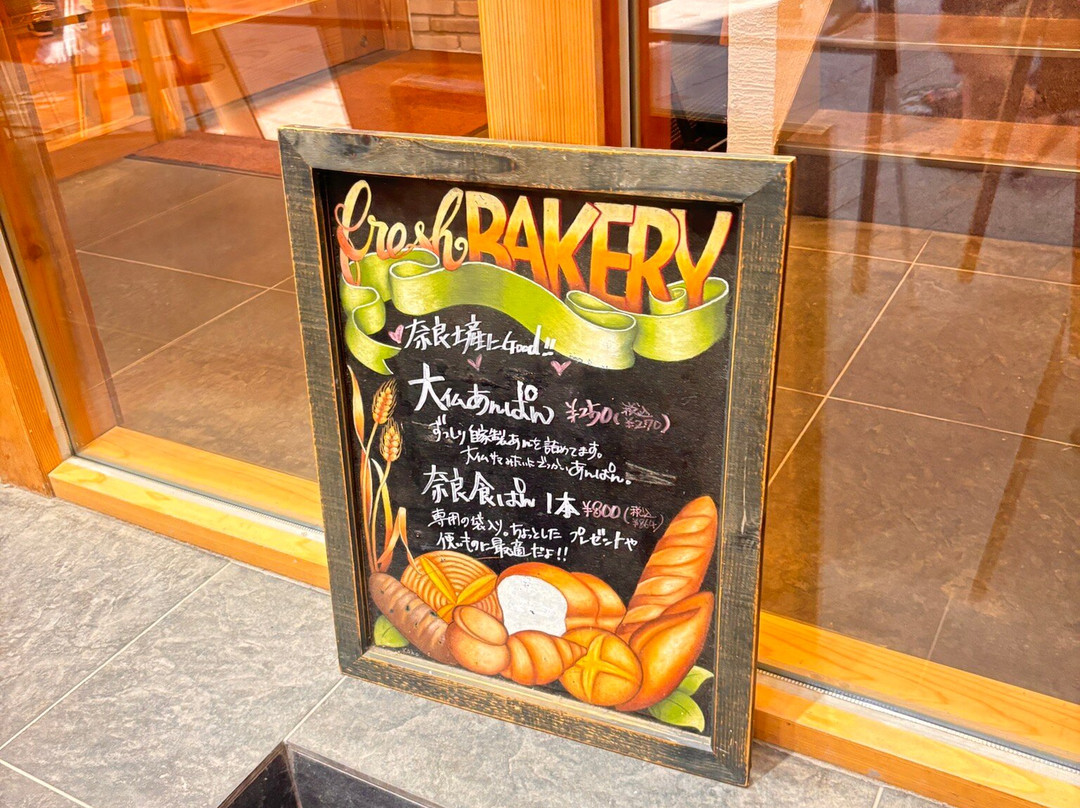 fresh BAKERY
奈良土産にGood!!
大仏あんぱん ¥250(税込¥270)
ずっしり自家製あんを詰めてます。
大仏サマみたいにでっかいあんぱん。
奈良食ぱん 1本 ¥800(税込¥864)
専用の袋入り。ちょっとした プレゼントや
使いものに最適だよ!!